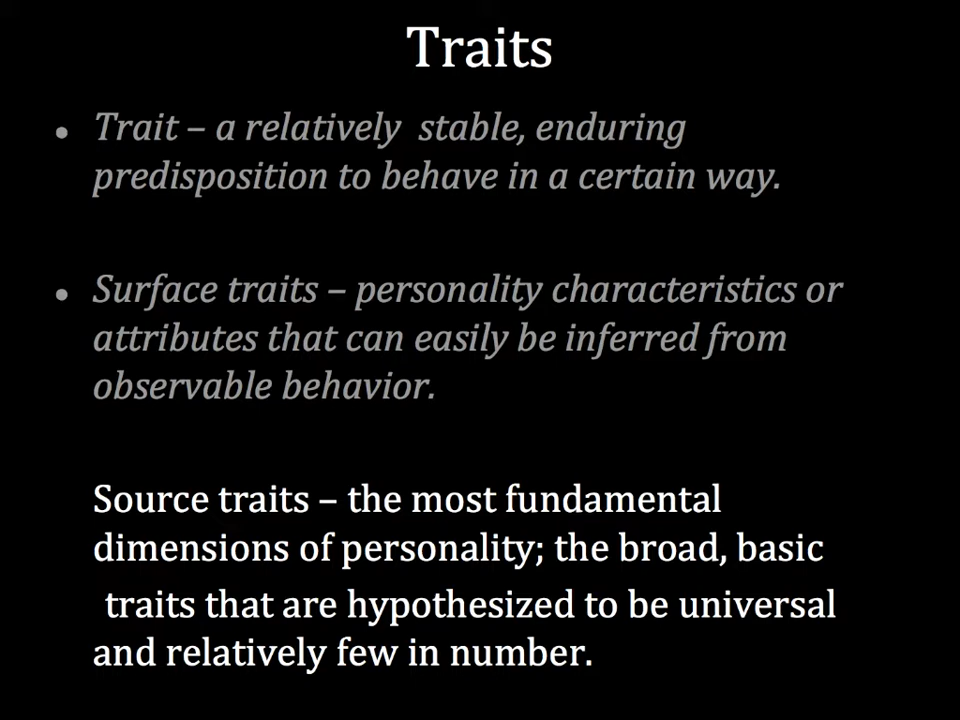 Traits
• Trait – a relatively stable, enduring
predisposition to behave in a certain way.
• Surface traits – personality characteristics or
attributes that can easily be inferred from
observable behavior.
Source traits – the most fundamental
dimensions of personality; the broad, basic
traits that are hypothesized to be universal
and relatively few in number.